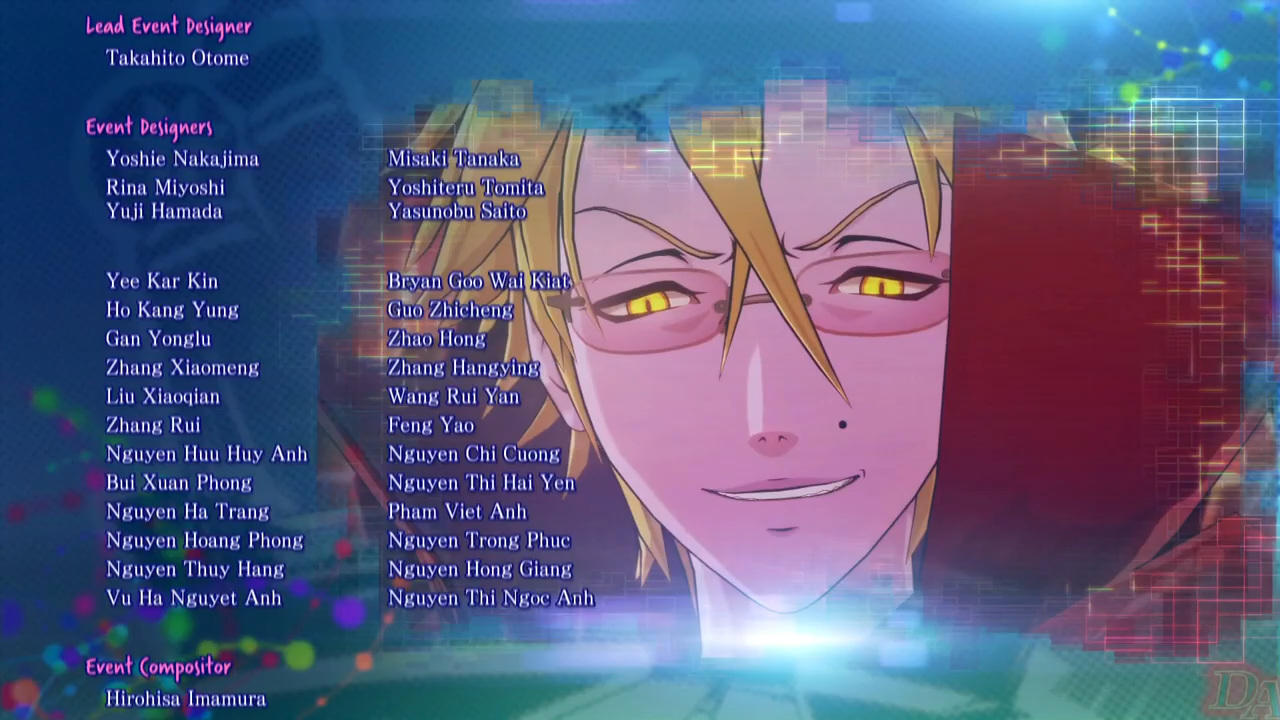 Lead Event Designer
Takahito Otome
Event Designers
Yoshie Nakajima Misaki Tanaka
Rina Miyoshi Yoshiteru Tomita
Yuji Hamada Yasunobu Saito
Yee Kar Kin Bryan Goo Wai Kiat
Ho Kang Yung Guo Zhicheng
Gan Yonglu Zhao Hong
Zhang Xiaomeng Zhang Hangying
Liu Xiaoqian Wang Rui Yan
Zhang Rui Feng Yao
Nguyen Huu Huy Anh Nguyen Chi Cuong
Bui Xuan Phong Nguyen Thi Hai Yen
Nguyen Ha Trang Pham Viet Anh
Nguyen Hoang Phong Nguyen Trong Phuc
Nguyen Thuy Hang Nguyen Hong Giang
Vu Ha Nguyet Anh Nguyen Thi Ngoc Anh
Event Compositor
Hirohisa Imamura
DA